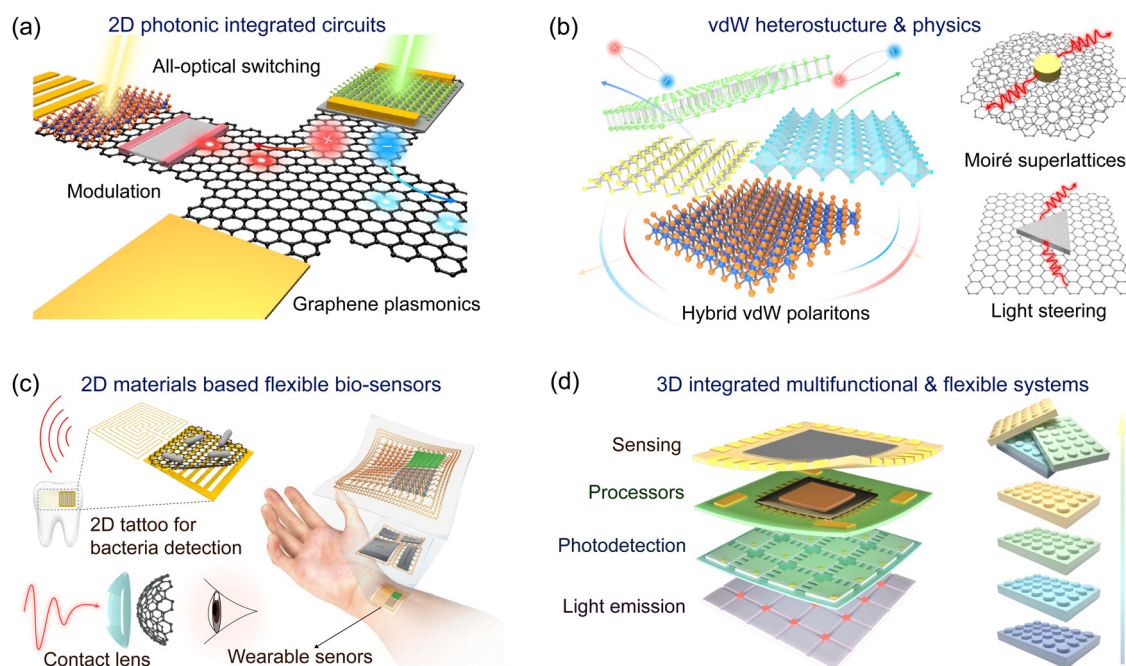 (a) 2D photonic integrated circuits
All-optical switching
Modulation
Graphene plasmonics
(b) vdW heterostucture & physics
Moiré superlattices
Hybrid vdW polaritons
Light steering
(c) 2D materials based flexible bio-sensors
2D tattoo for
bacteria detection
Contact lens
Wearable senors
(d) 3D integrated multifunctional & flexible systems
Sensing
Processors
Photodetection
Light emission